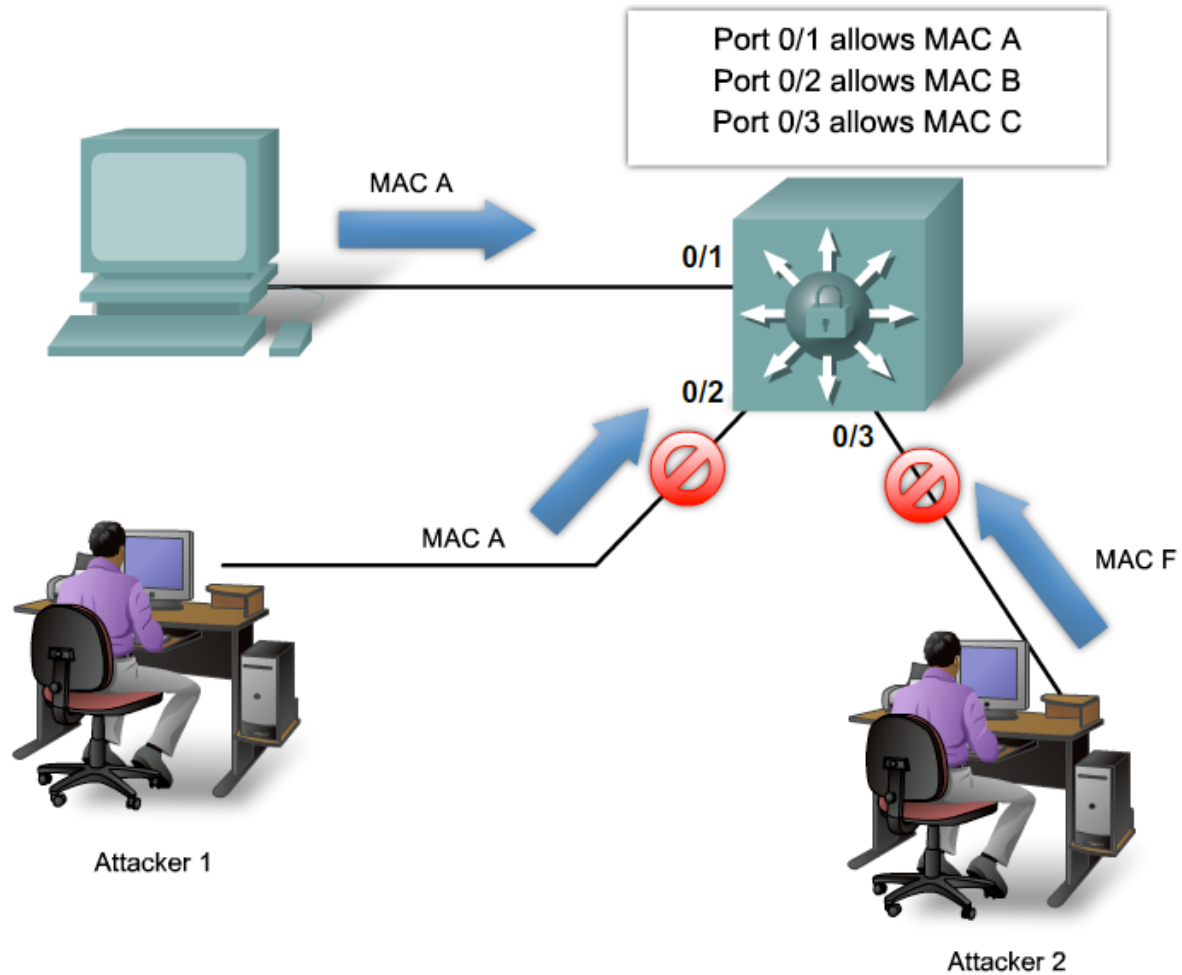 Port 0/1 allows MAC A
Port 0/2 allows MAC B
Port 0/3 allows MAC C
MAC A
0/1
0/2
0/3
MAC A
MAC F
Attacker 1
Attacker 2